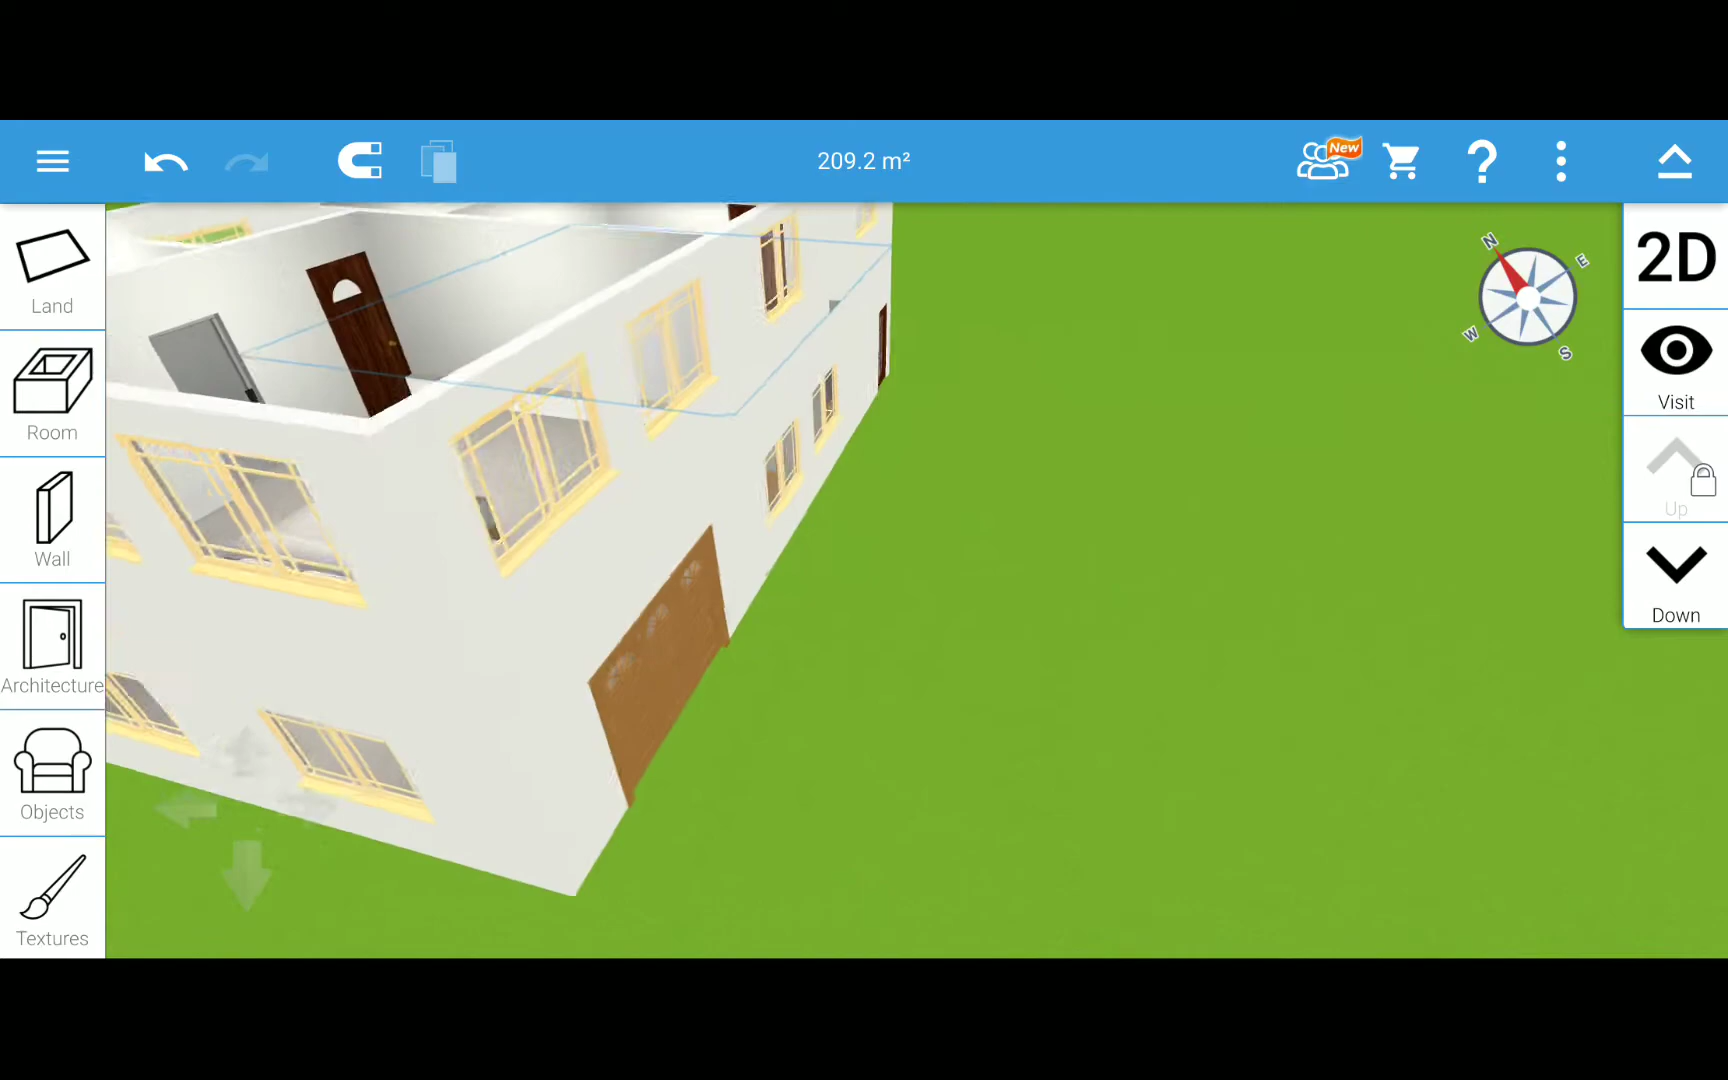 209.2 m²
New
Land
Room
Wall
Architecture
Objects
Textures
N
E
W
S
2D
Visit
Up
Down